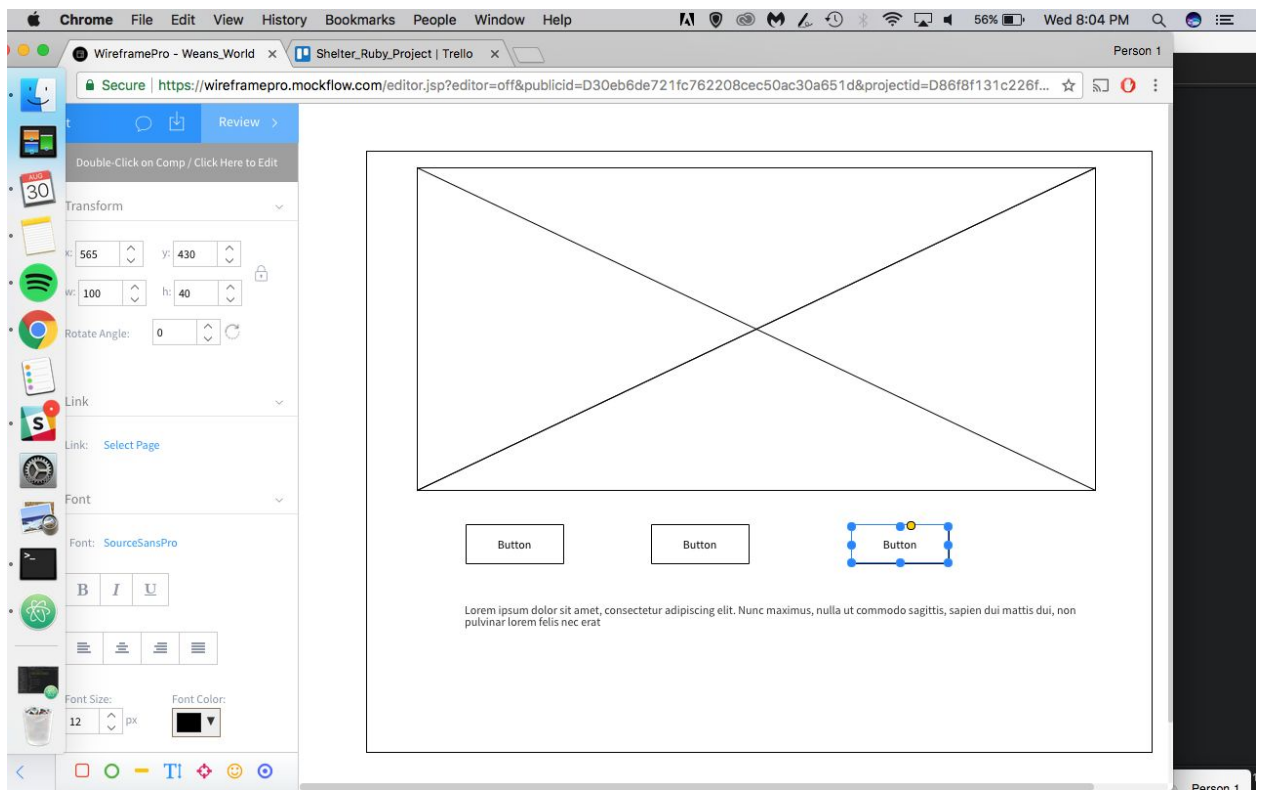 Chrome File Edit View History Bookmarks People Window Help 56% Wed 8:04 PM
WireframePro - Weans_World Shelter_Ruby_Project | Trello Person 1
Secure https://wireframepro.mockflow.com/editor.jsp?editor=off&publicid=D30eb6de721fc762208cec50ac30a651d&projectid=D86f8f131c226f...
t Review >
Double-Click on Comp / Click Here to Edit
AUG
30
Transform
x: 565 y: 430
w: 100 h: 40
Rotate Angle: 0
Link
Link: Select Page
Font
Font: SourceSansPro
B I U
Font Size: Font Color:
12 px
T
S
>_
Button Button Button
Lorem ipsum dolor sit amet, consectetur adipiscing elit. Nunc maximus, nulla ut commodo sagittis, sapien dui mattis dui, non
pulvinar lorem felis nec erat
Person 1